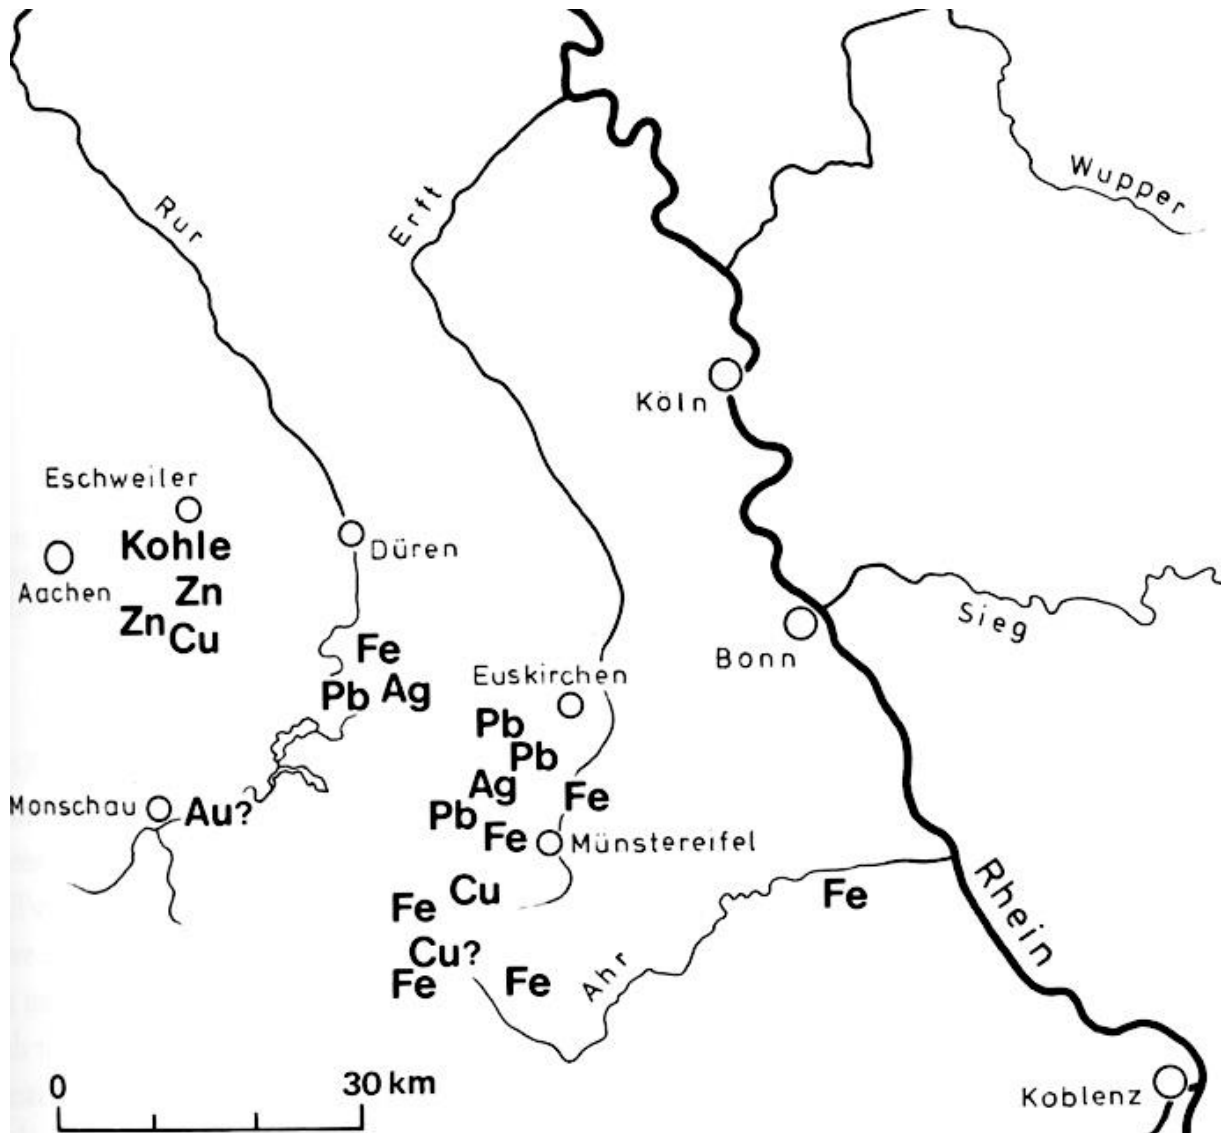 Wupper
Rur
Erft
Köln
Eschweiler
Kohle
Düren
Aachen
Zn
Zn
Cu
Sieg
Fe
Bonn
Euskirchen
Pb
Ag
Pb
Pb
Ag
Fe
Monschau
Au?
Pb
Fe
Münstereifel
Cu
Fe
Fe
Rhein
Cu?
Fe
Fe
Ahr
0
30 km
Koblenz